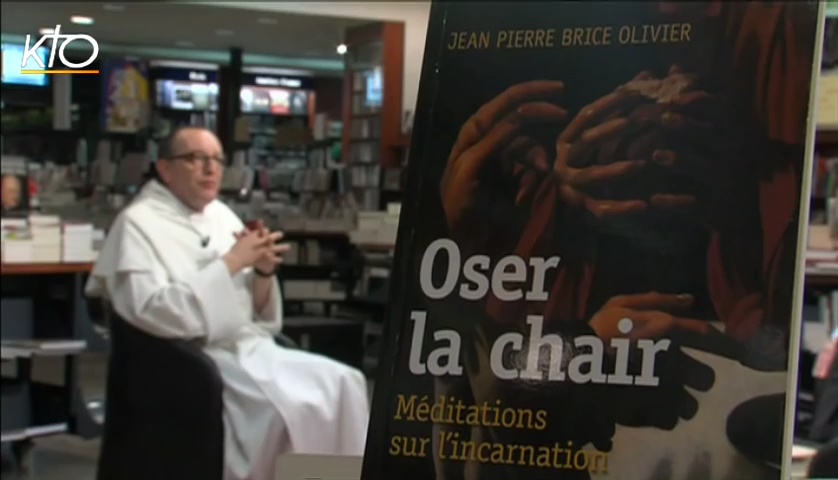 KTO
JEAN PIERRE BRICE OLIVIER
Oser
la chair
Méditations
sur l'incarnation